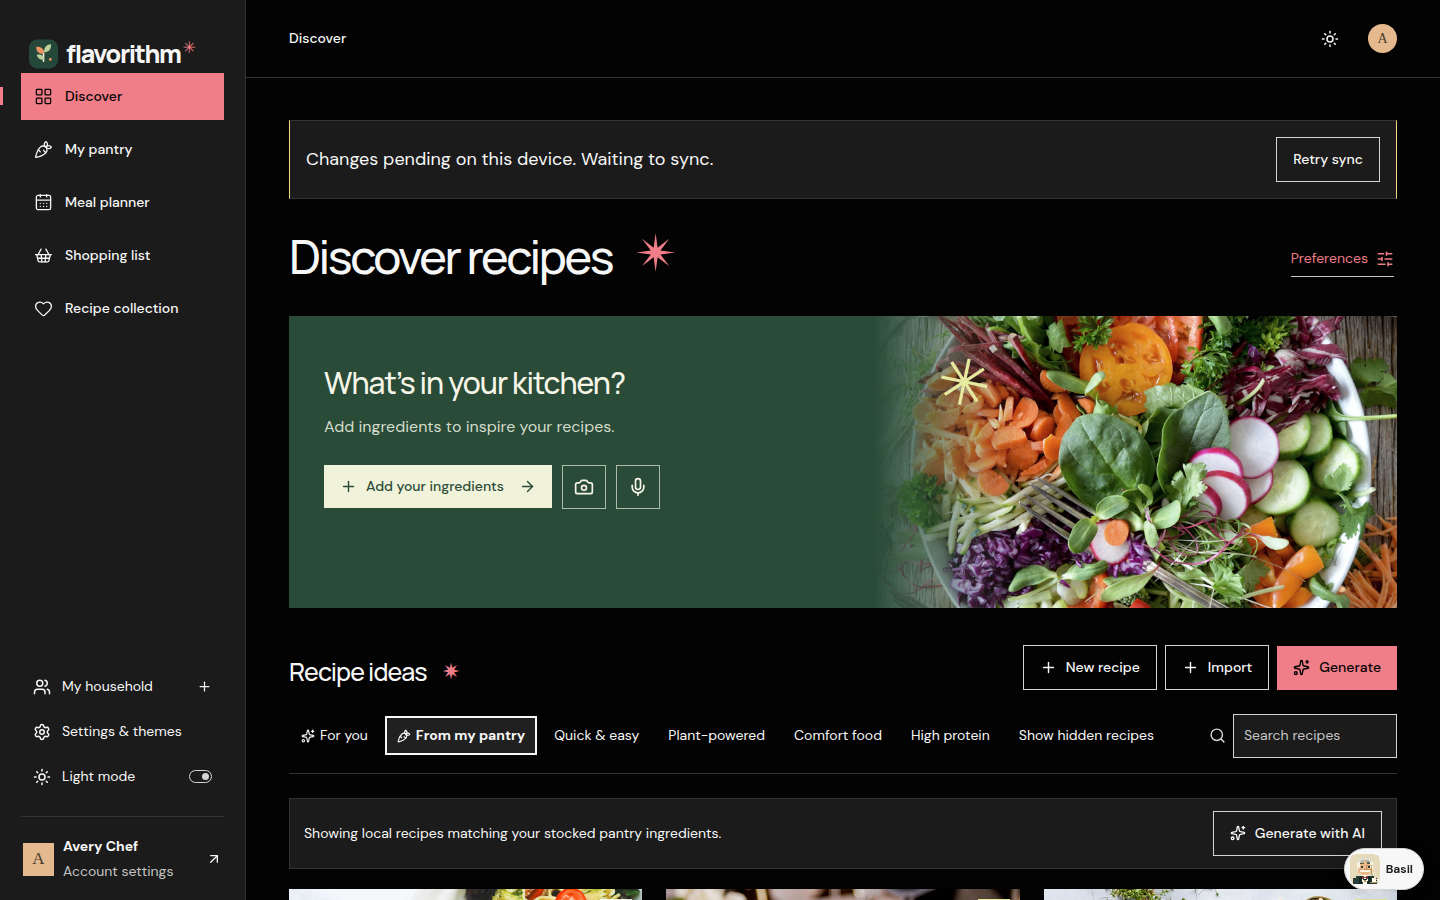 flavorithm
Discover
My pantry
Meal planner
Shopping list
Recipe collection
My household
Settings & themes
Light mode
A
Avery Chef
Account settings
Discover
A
Changes pending on this device. Waiting to sync.
Retry sync
Discover recipes
Preferences
What's in your kitchen?
Add ingredients to inspire your recipes.
Add your ingredients
Recipe ideas
New recipe
Import
Generate
For you
From my pantry
Quick & easy
Plant-powered
Comfort food
High protein
Show hidden recipes
Search recipes
Showing local recipes matching your stocked pantry ingredients.
Generate with AI
Basil